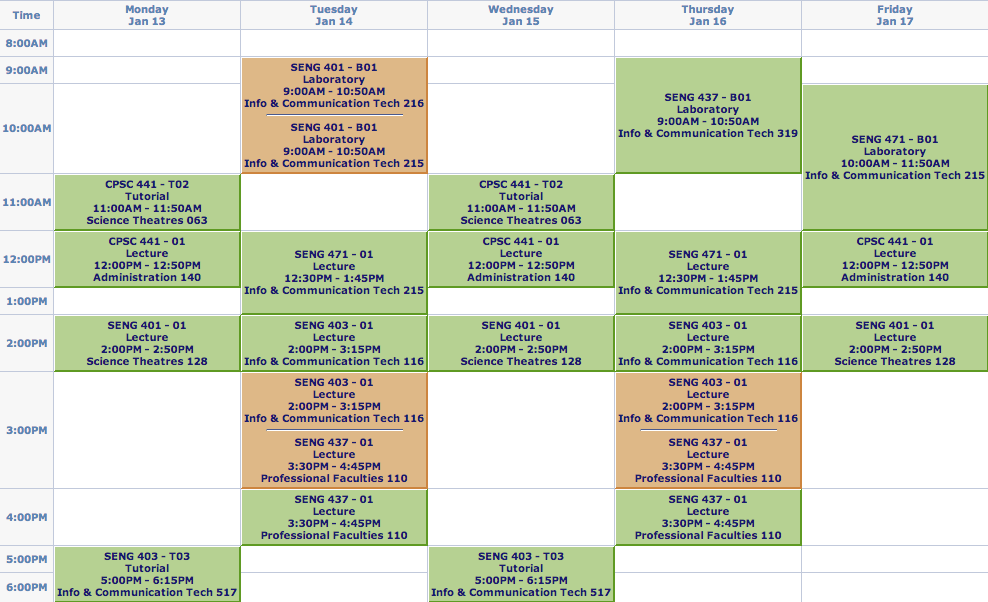 Time
Monday
Jan 13
Tuesday
Jan 14
Wednesday
Jan 15
Thursday
Jan 16
Friday
Jan 17
8:00AM
9:00AM
SENG 401 - B01
Laboratory
9:00AM - 10:50AM
Info & Communication Tech 216
SENG 401 - B01
Laboratory
9:00AM - 10:50AM
Info & Communication Tech 215
SENG 437 - B01
Laboratory
9:00AM - 10:50AM
Info & Communication Tech 319
10:00AM
SENG 471 - B01
Laboratory
10:00AM - 11:50AM
Info & Communication Tech 215
11:00AM
CPSC 441 - T02
Tutorial
11:00AM - 11:50AM
Science Theatres 063
CPSC 441 - T02
Tutorial
11:00AM - 11:50AM
Science Theatres 063
12:00PM
CPSC 441 - 01
Lecture
12:00PM - 12:50PM
Administration 140
SENG 471 - 01
Lecture
12:30PM - 1:45PM
Info & Communication Tech 215
CPSC 441 - 01
Lecture
12:00PM - 12:50PM
Administration 140
SENG 471 - 01
Lecture
12:30PM - 1:45PM
Info & Communication Tech 215
CPSC 441 - 01
Lecture
12:00PM - 12:50PM
Administration 140
1:00PM
2:00PM
SENG 401 - 01
Lecture
2:00PM - 2:50PM
Science Theatres 128
SENG 403 - 01
Lecture
2:00PM - 3:15PM
Info & Communication Tech 116
SENG 401 - 01
Lecture
2:00PM - 2:50PM
Science Theatres 128
SENG 403 - 01
Lecture
2:00PM - 3:15PM
Info & Communication Tech 116
SENG 401 - 01
Lecture
2:00PM - 2:50PM
Science Theatres 128
3:00PM
SENG 403 - 01
Lecture
2:00PM - 3:15PM
Info & Communication Tech 116
SENG 437 - 01
Lecture
3:30PM - 4:45PM
Professional Faculties 110
SENG 403 - 01
Lecture
2:00PM - 3:15PM
Info & Communication Tech 116
SENG 437 - 01
Lecture
3:30PM - 4:45PM
Professional Faculties 110
4:00PM
SENG 437 - 01
Lecture
3:30PM - 4:45PM
Professional Faculties 110
SENG 437 - 01
Lecture
3:30PM - 4:45PM
Professional Faculties 110
5:00PM
SENG 403 - T03
Tutorial
5:00PM - 6:15PM
Info & Communication Tech 517
SENG 403 - T03
Tutorial
5:00PM - 6:15PM
Info & Communication Tech 517
6:00PM